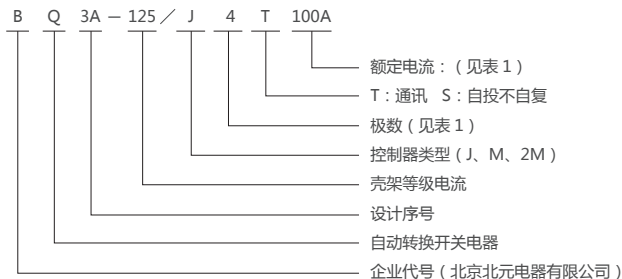 B Q 3A－125／J 4 T 100A
额定电流：（见表1）
T：通讯 S：自投不自复
极数（见表1）
控制器类型（J、M、2M）
壳架等级电流
设计序号
自动转换开关电器
企业代号（北京北元电器有限公司）